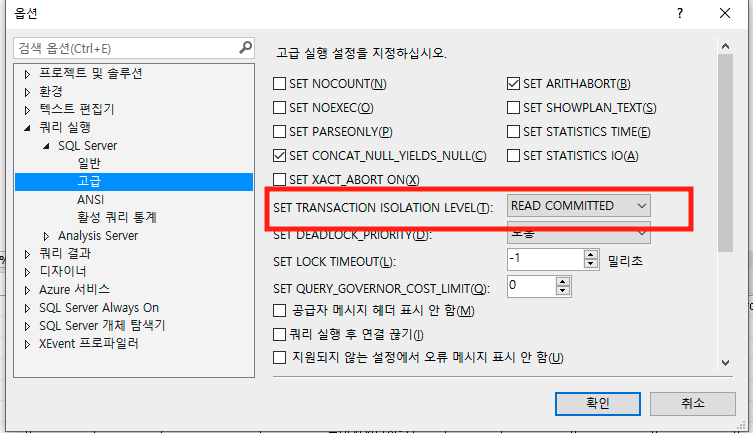 옵션
? ×
검색 옵션(Ctrl+E)
프로젝트 및 솔루션
환경
텍스트 편집기
쿼리 실행
SQL Server
일반
고급
ANSI
활성 쿼리 통계
Analysis Server
쿼리 결과
디자이너
Azure 서비스
SQL Server Always On
SQL Server 개체 탐색기
XEvent 프로파일러
고급 실행 설정을 지정하십시오.
SET NOCOUNT(N) SET ARITHABORT(B)
SET NOEXEC(O) SET SHOWPLAN_TEXT(S)
SET PARSEONLY(P) SET STATISTICS TIME(E)
SET CONCAT_NULL_YIELDS_NULL(C) SET STATISTICS IO(A)
SET XACT_ABORT ON(X)
SET TRANSACTION ISOLATION LEVEL(T): READ COMMITTED
SET DEADLOCK_PRIORITY(D): 보통
SET LOCK TIMEOUT(L): -1 밀리초
SET QUERY_GOVERNOR_COST_LIMIT(Q): 0
공급자 메시지 헤더 표시 안 함(M)
쿼리 실행 후 연결 끊기(I)
지원되지 않는 설정에서 오류 메시지 표시 안 함(U)
확인 취소